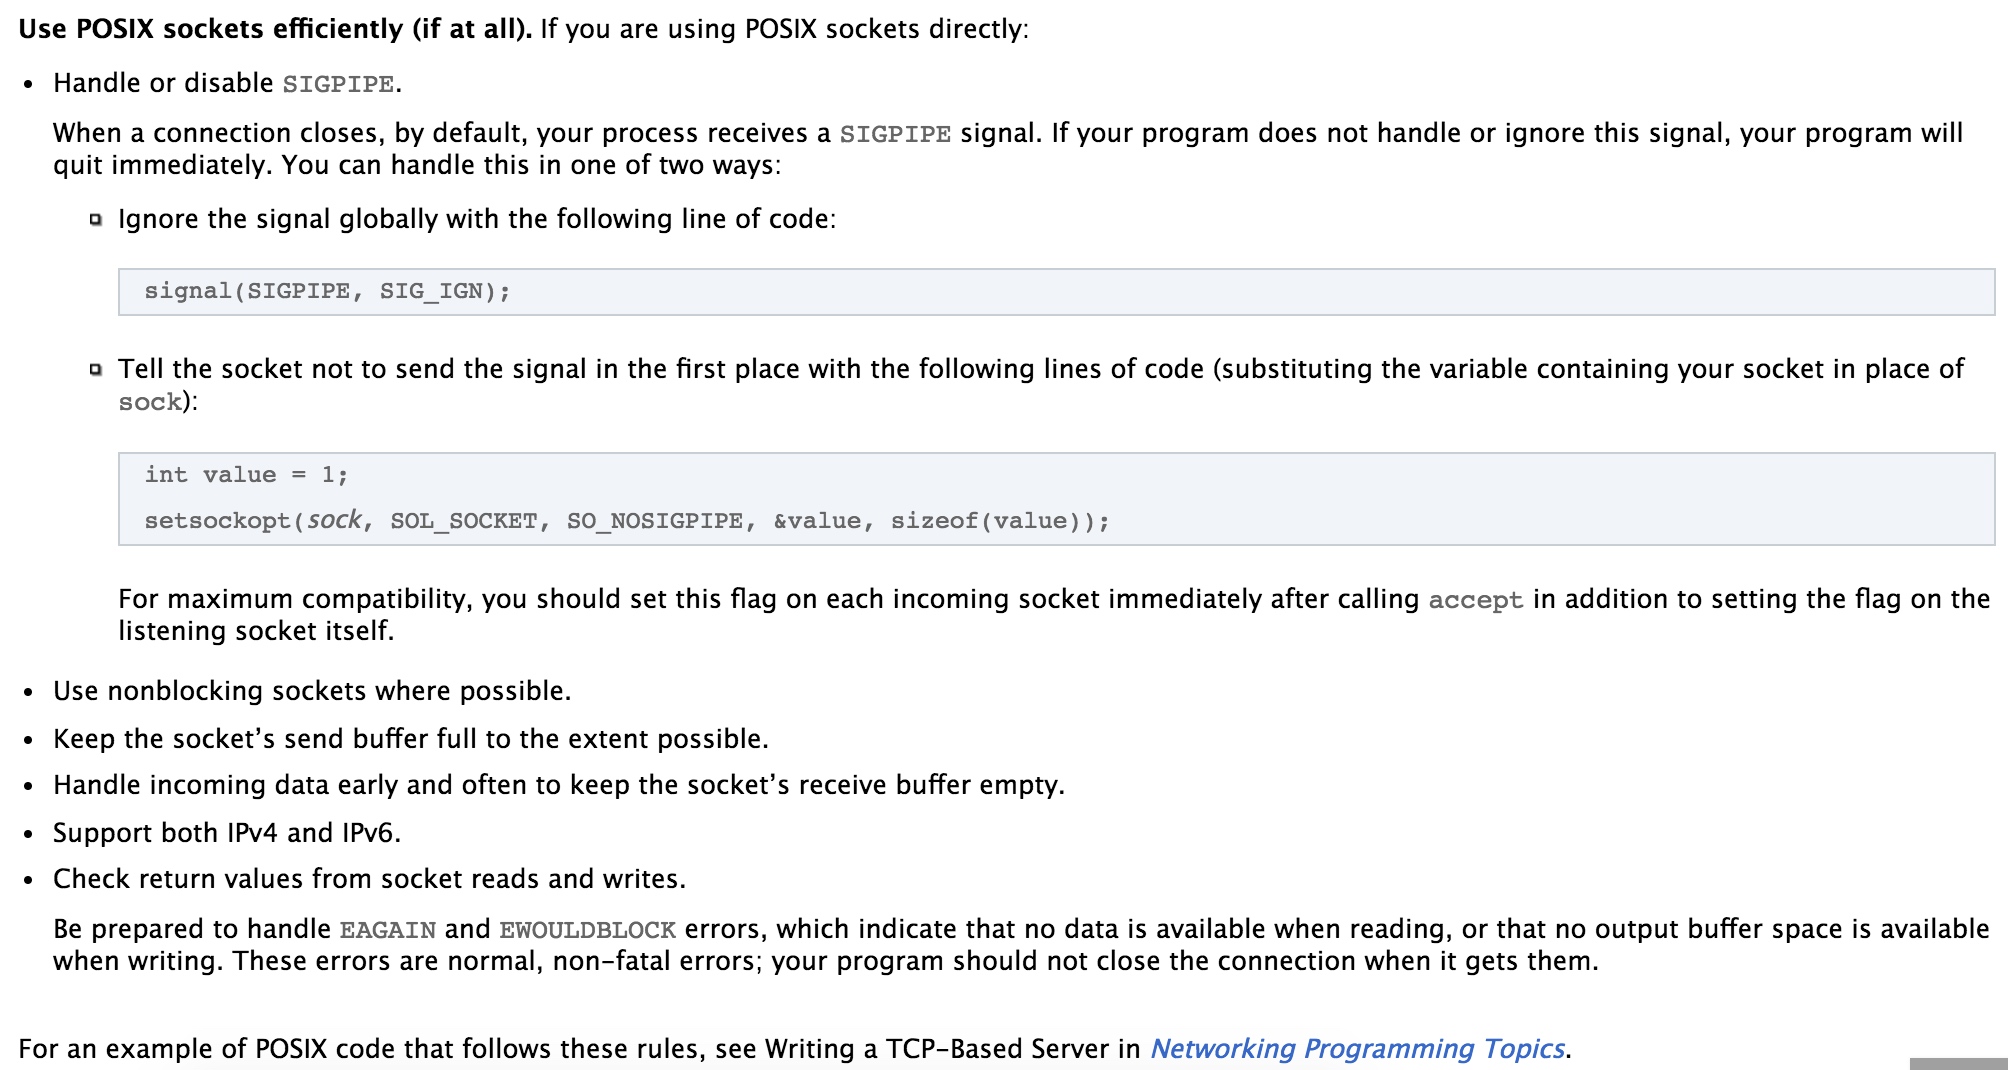 Use POSIX sockets efficiently (if at all). If you are using POSIX sockets directly:
• Handle or disable SIGPIPE.
When a connection closes, by default, your process receives a SIGPIPE signal. If your program does not handle or ignore this signal, your program will
quit immediately. You can handle this in one of two ways:
Ignore the signal globally with the following line of code:
signal(SIGPIPE, SIG_IGN);
Tell the socket not to send the signal in the first place with the following lines of code (substituting the variable containing your socket in place of
sock):
int value = 1;
setsockopt(sock, SOL_SOCKET, SO_NOSIGPIPE, &value, sizeof(value));
For maximum compatibility, you should set this flag on each incoming socket immediately after calling accept in addition to setting the flag on the
listening socket itself.
• Use nonblocking sockets where possible.
• Keep the socket’s send buffer full to the extent possible.
• Handle incoming data early and often to keep the socket’s receive buffer empty.
• Support both IPv4 and IPv6.
• Check return values from socket reads and writes.
Be prepared to handle EAGAIN and EWOULDBLOCK errors, which indicate that no data is available when reading, or that no output buffer space is available
when writing. These errors are normal, non-fatal errors; your program should not close the connection when it gets them.
For an example of POSIX code that follows these rules, see Writing a TCP-Based Server in Networking Programming Topics.